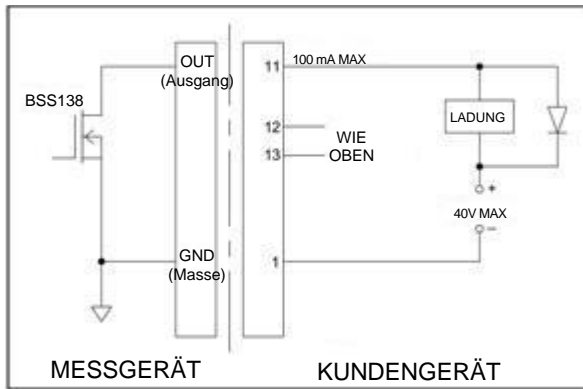 OUT
(Ausgang)
BSS138
GND
(Masse)
MESSGERÄT
11
100 mA MAX
12
13
WIE
OBEN
LADUNG
+
40V MAX
–
1
KUNDENGERÄT